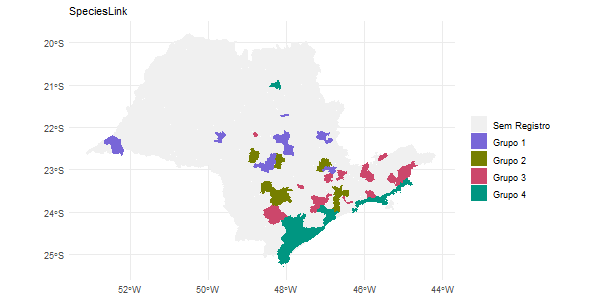 SpeciesLink
20°S
21°S
22°S
23°S
24°S
25°S
52°W
50°W
48°W
46°W
44°W
Sem Registro
Grupo 1
Grupo 2
Grupo 3
Grupo 4